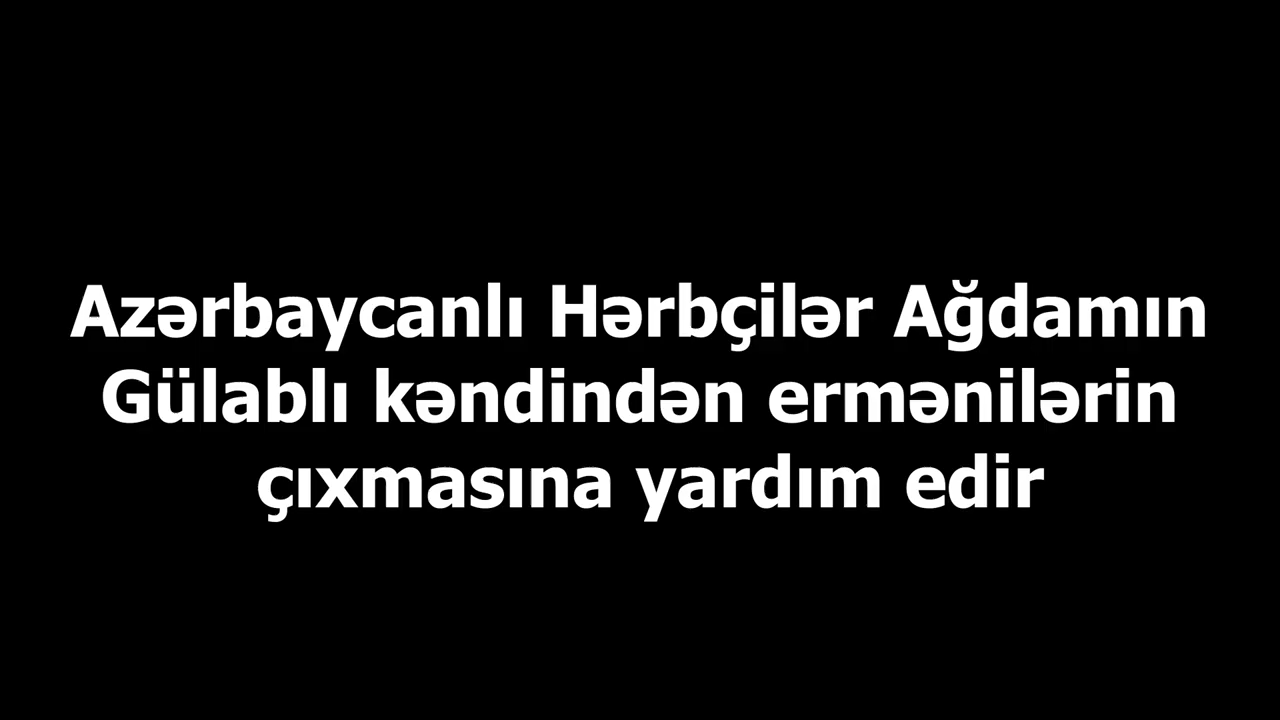 Azərbaycanlı Hərbçilər Ağdamın
Gülablı kəndindən ermənilərin
çıxmasına yardım edir